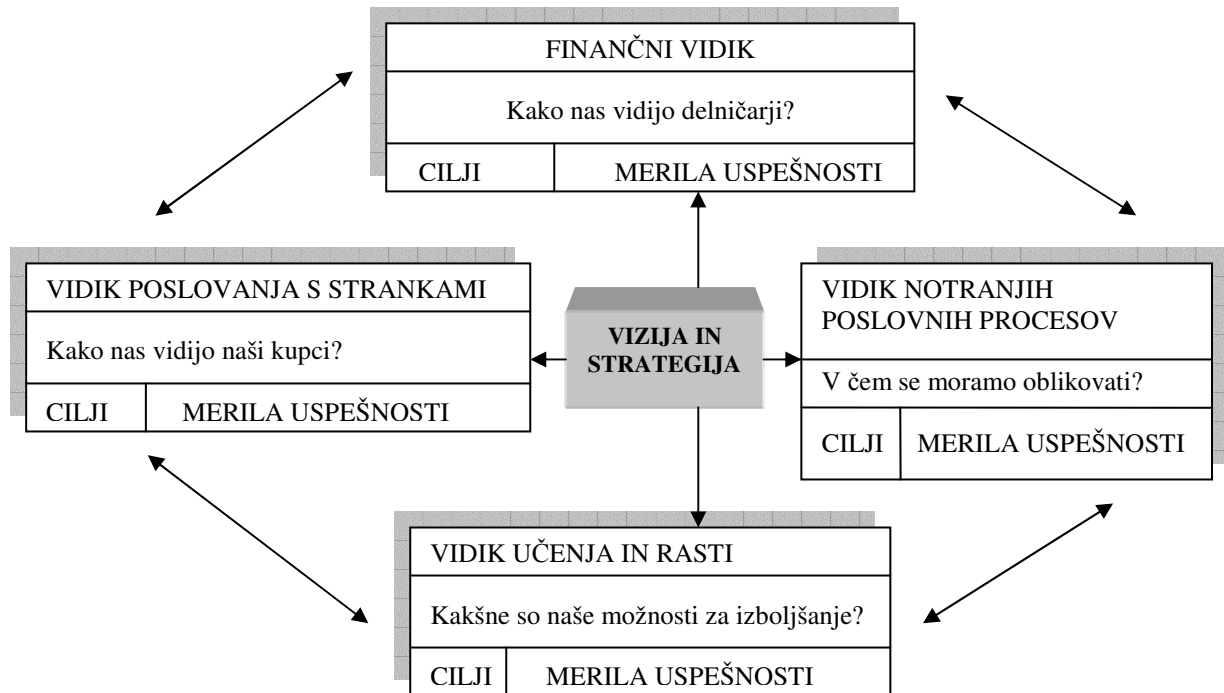 FINANČNI VIDIK
Kako nas vidijo delničarji?
CILJI MERILA USPEŠNOSTI
VIDIK POSLOVANJA S STRANKAMI
Kako nas vidijo naši kupci?
CILJI MERILA USPEŠNOSTI
VIZIJA IN
STRATEGIJA
VIDIK NOTRANJIH
POSLOVNIH PROCESOV
V čem se moramo oblikovati?
CILJI MERILA USPEŠNOSTI
VIDIK UČENJA IN RASTI
Kakšne so naše možnosti za izboljšanje?
CILJI MERILA USPEŠNOSTI